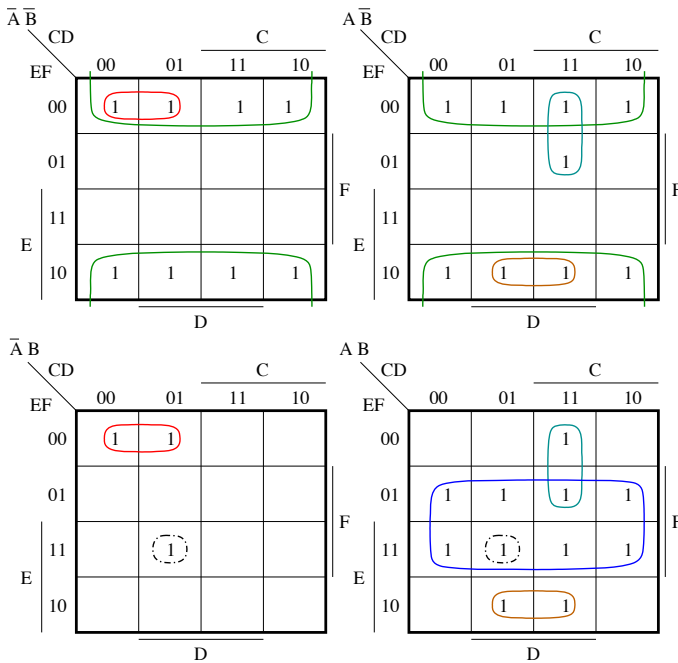 A̅ B̅ A B̅
CD C CD C
EF 00 01 11 10 EF 00 01 11 10
00 1 1 1 1 00 1 1 1 1
01 01 1
F F
11 11
E E
10 1 1 1 1 10 1 1 1 1
D D
A̅ B A B
CD C CD C
EF 00 01 11 10 EF 00 01 11 10
00 1 1 00 1
01 01 1 1 1 1
F F
11 1 11 1 1 1 1
E E
10 10 1 1
D D